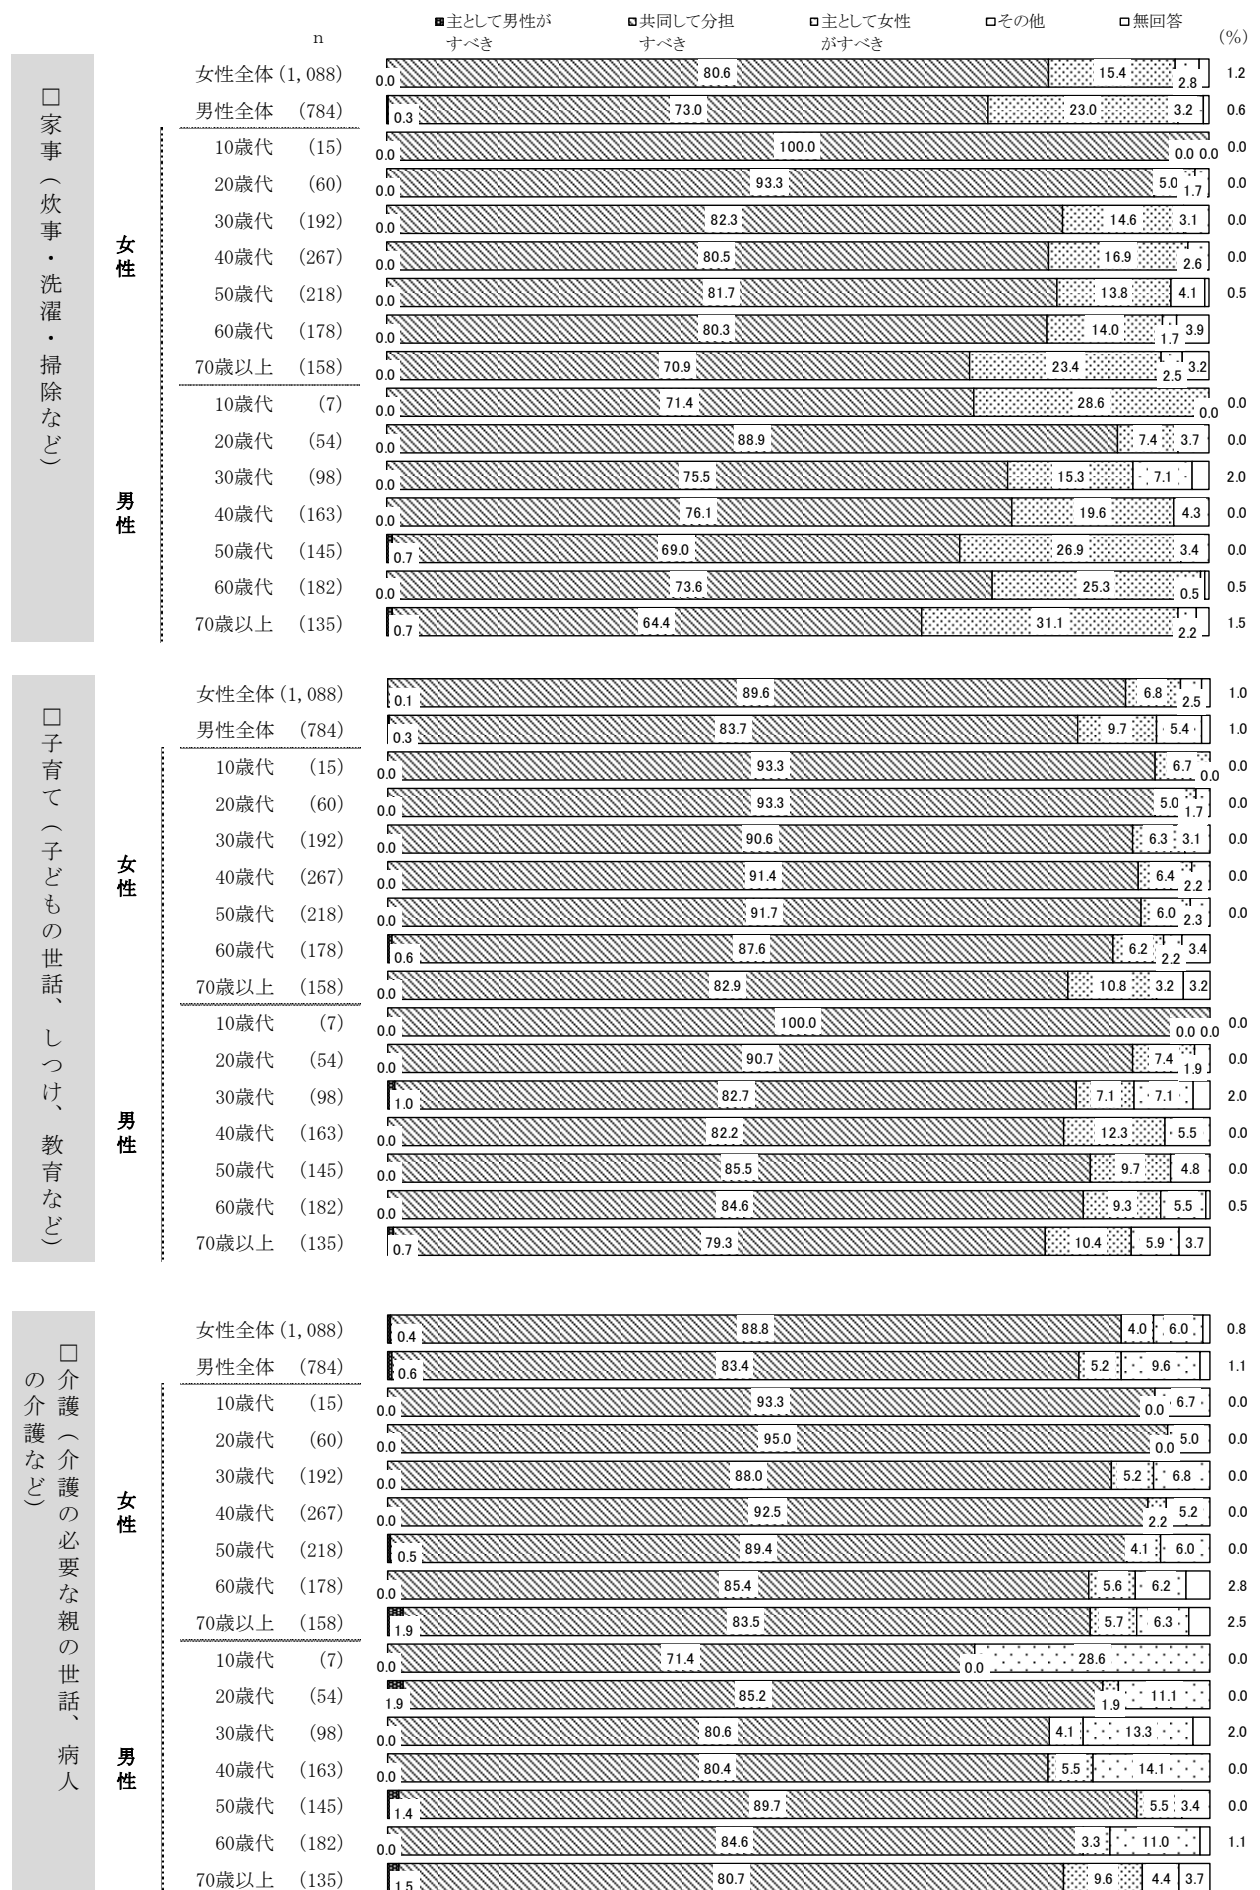 ■主として男性がすべき ▧共同して分担すべき □主として女性がすべき □その他 □無回答
n (%)
□家事（炊事・洗濯・掃除など）
女性全体 (1,088) 0.0 80.6 15.4 2.8 1.2
男性全体 (784) 0.3 73.0 23.0 3.2 0.6
女性
10歳代 (15) 0.0 100.0 0.0 0.0 0.0
20歳代 (60) 0.0 93.3 5.0 1.7 0.0
30歳代 (192) 0.0 82.3 14.6 3.1 0.0
40歳代 (267) 0.0 80.5 16.9 2.6 0.0
50歳代 (218) 0.0 81.7 13.8 4.1 0.5
60歳代 (178) 0.0 80.3 14.0 1.7 3.9
70歳以上 (158) 0.0 70.9 23.4 2.5 3.2
男性
10歳代 (7) 0.0 71.4 28.6 0.0 0.0
20歳代 (54) 0.0 88.9 7.4 3.7 0.0
30歳代 (98) 0.0 75.5 15.3 7.1 2.0
40歳代 (163) 0.0 76.1 19.6 4.3 0.0
50歳代 (145) 0.7 69.0 26.9 3.4 0.0
60歳代 (182) 0.0 73.6 25.3 0.5 0.5
70歳以上 (135) 0.7 64.4 31.1 2.2 1.5
□子育て（子どもの世話、しつけ、教育など）
女性全体 (1,088) 0.1 89.6 6.8 2.5 1.0
男性全体 (784) 0.3 83.7 9.7 5.4 1.0
女性
10歳代 (15) 0.0 93.3 6.7 0.0 0.0
20歳代 (60) 0.0 93.3 5.0 1.7 0.0
30歳代 (192) 0.0 90.6 6.3 3.1 0.0
40歳代 (267) 0.0 91.4 6.4 2.2 0.0
50歳代 (218) 0.0 91.7 6.0 2.3 0.0
60歳代 (178) 0.6 87.6 6.2 2.2 3.4
70歳以上 (158) 0.0 82.9 10.8 3.2 3.2
男性
10歳代 (7) 0.0 100.0 0.0 0.0 0.0
20歳代 (54) 0.0 90.7 7.4 1.9 0.0
30歳代 (98) 1.0 82.7 7.1 7.1 2.0
40歳代 (163) 0.0 82.2 12.3 5.5 0.0
50歳代 (145) 0.0 85.5 9.7 4.8 0.0
60歳代 (182) 0.0 84.6 9.3 5.5 0.5
70歳以上 (135) 0.7 79.3 10.4 5.9 3.7
□介護（介護の必要な親の世話、病人
の介護など）
女性全体 (1,088) 0.4 88.8 4.0 6.0 0.8
男性全体 (784) 0.6 83.4 5.2 9.6 1.1
女性
10歳代 (15) 0.0 93.3 0.0 6.7 0.0
20歳代 (60) 0.0 95.0 0.0 5.0 0.0
30歳代 (192) 0.0 88.0 5.2 6.8 0.0
40歳代 (267) 0.0 92.5 2.2 5.2 0.0
50歳代 (218) 0.5 89.4 4.1 6.0 0.0
60歳代 (178) 0.0 85.4 5.6 6.2 2.8
70歳以上 (158) 1.9 83.5 5.7 6.3 2.5
男性
10歳代 (7) 0.0 71.4 0.0 28.6 0.0
20歳代 (54) 1.9 85.2 1.9 11.1 0.0
30歳代 (98) 0.0 80.6 4.1 13.3 2.0
40歳代 (163) 0.0 80.4 5.5 14.1 0.0
50歳代 (145) 1.4 89.7 5.5 3.4 0.0
60歳代 (182) 0.0 84.6 3.3 11.0 1.1
70歳以上 (135) 1.5 80.7 9.6 4.4 3.7